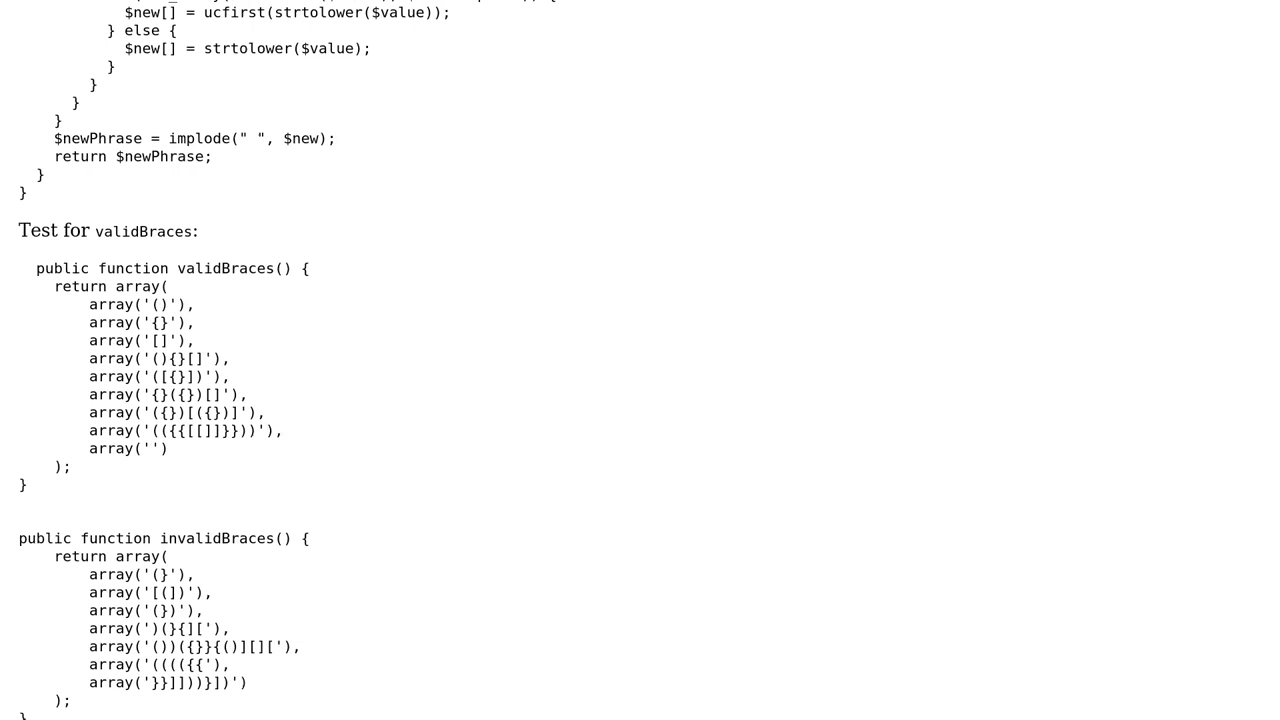 $new[] = ucfirst(strtolower($value));
} else {
$new[] = strtolower($value);
}
}
}
}
$newPhrase = implode(" ", $new);
return $newPhrase;
}
}
Test for validBraces:
public function validBraces() {
return array(
array('()'),
array('{}'),
array('[]'),
array('(){}[]'),
array('([{}])'),
array('{}({})[]'),
array('({})[({})]'),
array('(({{[[]]}}))'),
array('')
);
}
public function invalidBraces() {
return array(
array('(}'),
array('[(])'),
array('(})'),
array(')(}{]['),
array('())({}}{()][]['),
array('(((({{'),
array('}}]]))}])')
);
}